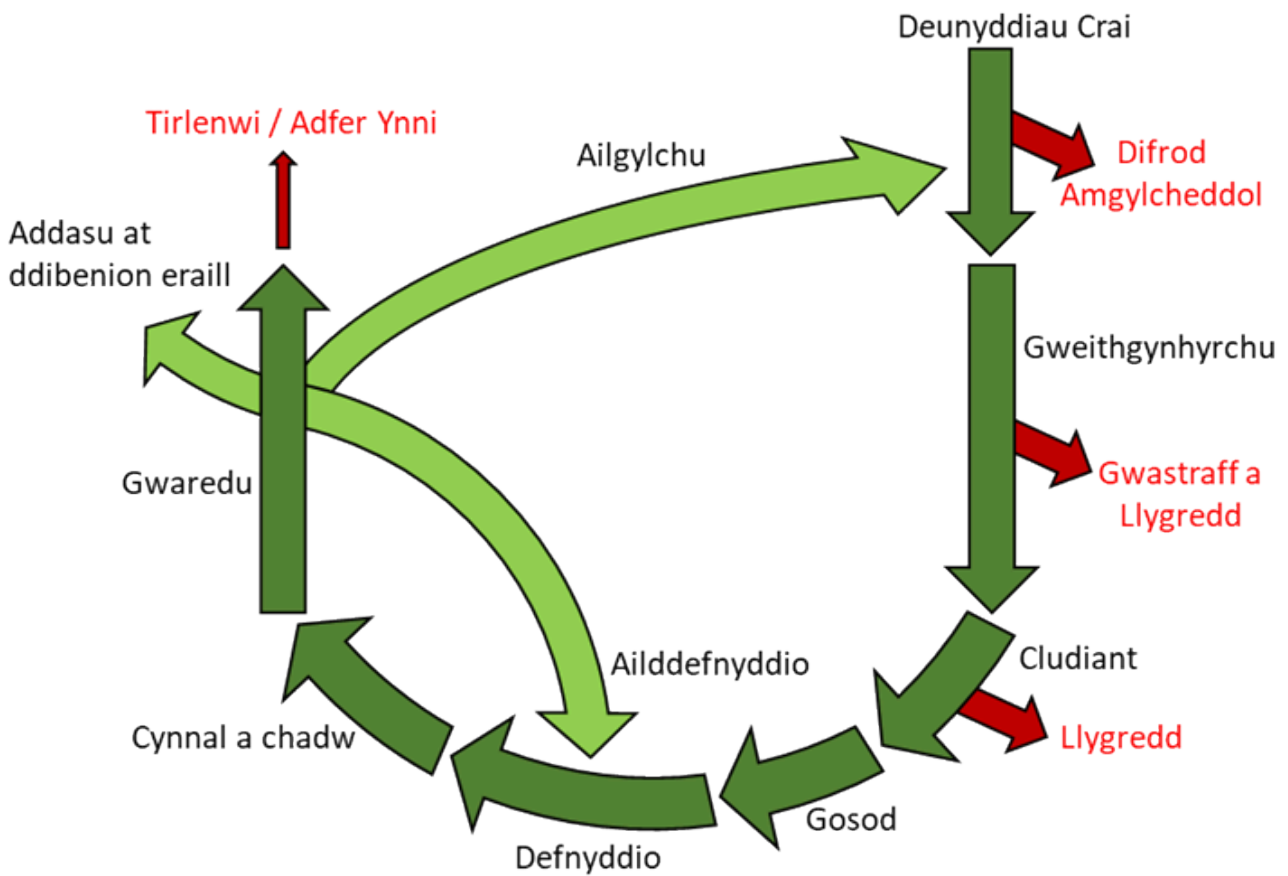 Deunyddiau Crai
Tirlenwi / Adfer Ynni
Ailgylchu
Difrod
Amgylcheddol
Addasu at
ddibenion eraill
Gweithgynhyrchu
Gwaredu
Gwastraff a
Llygredd
Ailddefnyddio
Cludiant
Cynnal a chadw
Llygredd
Gosod
Defnyddio